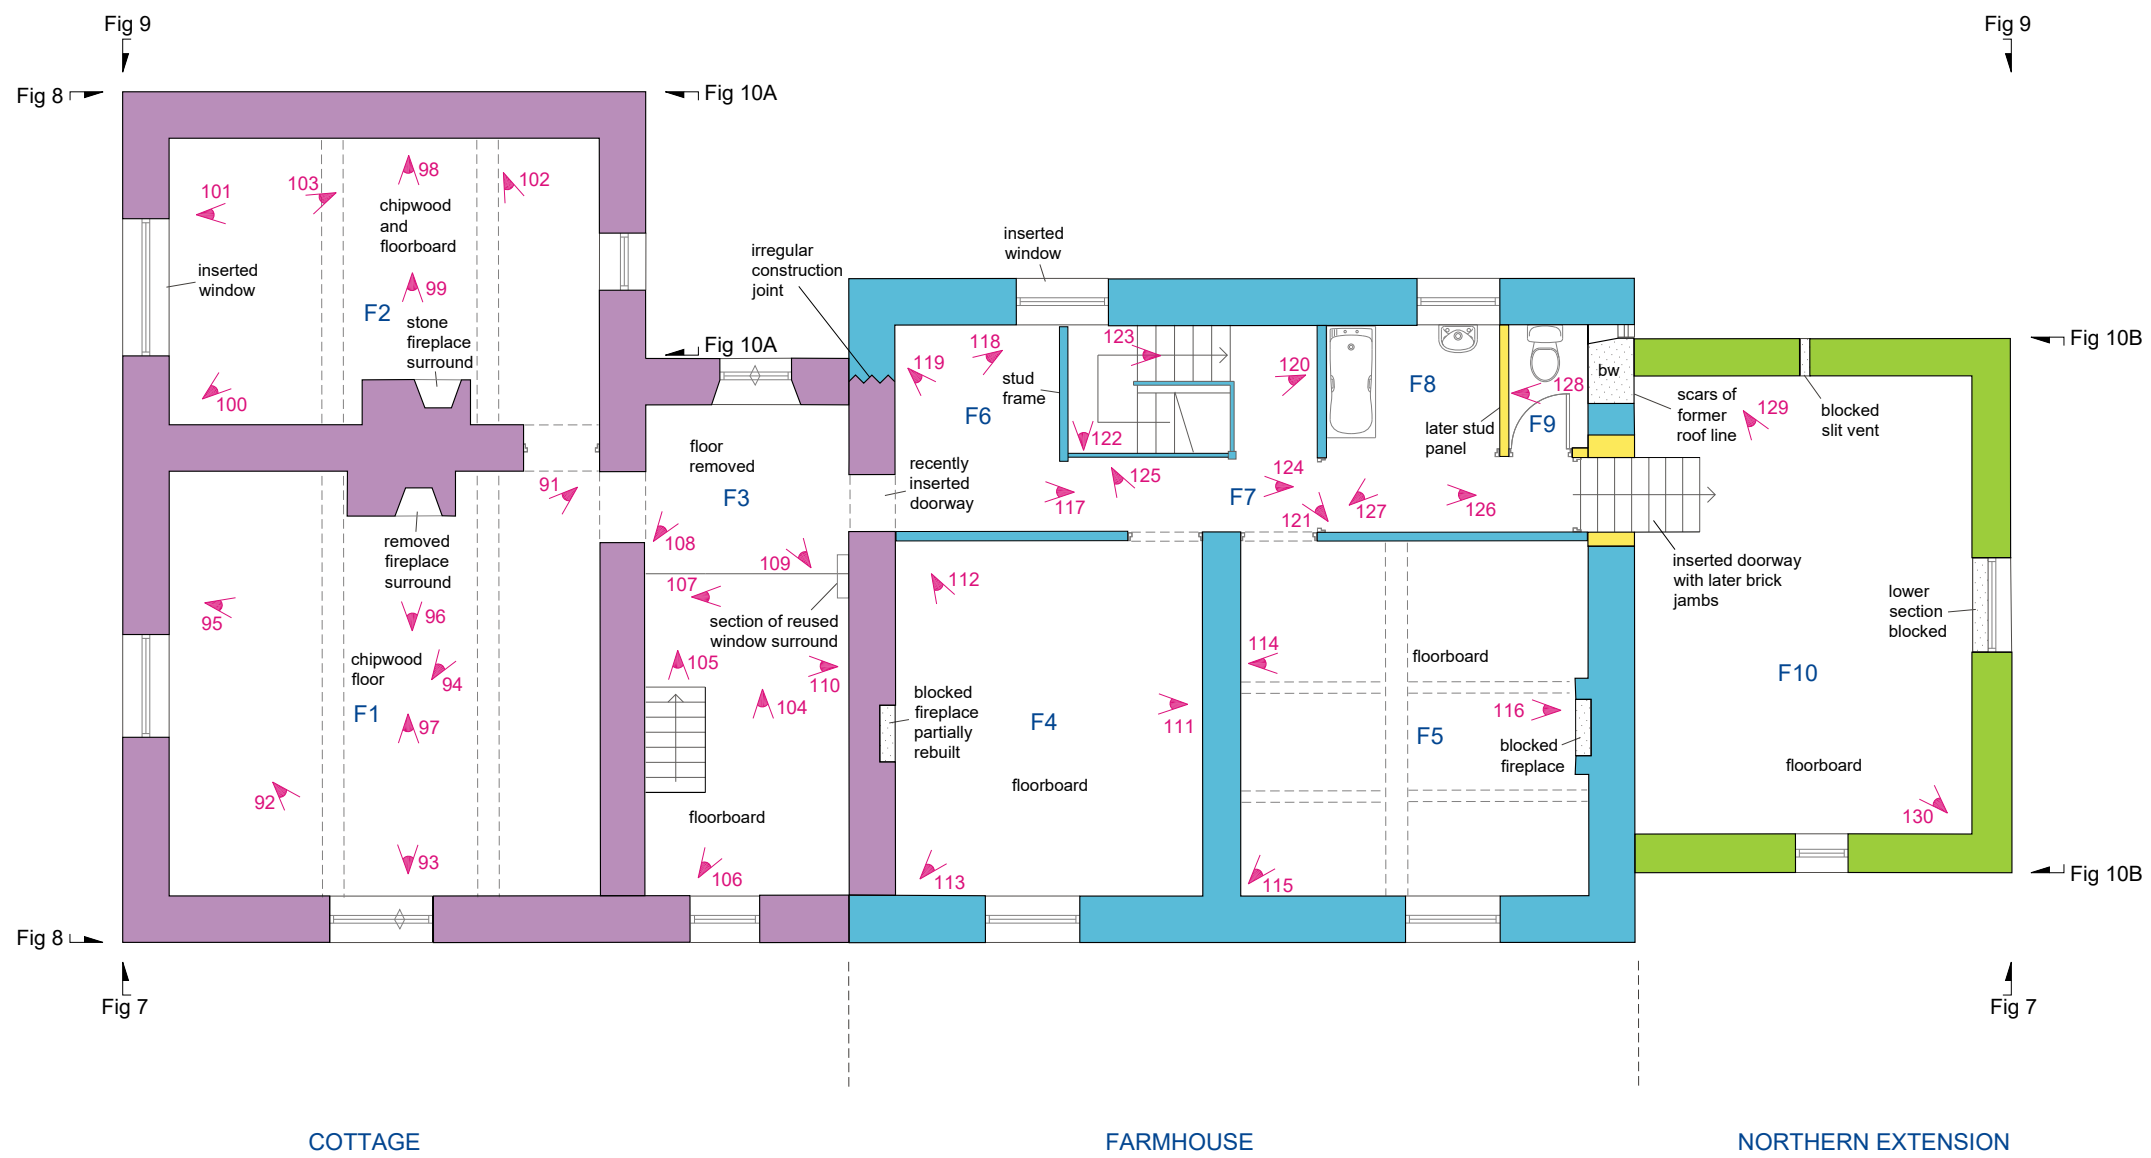 Fig 9
Fig 9
Fig 8
Fig 10A
98
101
103
102
chipwood
and
floorboard
inserted
window
99
F2
stone
fireplace
surround
100
irregular
construction
joint
inserted
window
Fig 10A
Fig 10B
118
119
stud
frame
123
120
F6
122
F8
later stud
panel
128
F9
bw
scars of
former
roof line
129
blocked
slit vent
floor
removed
F3
91
recently
inserted
doorway
117
125
124
F7
121
127
126
removed
fireplace
surround
108
109
107
section of reused
window surround
112
inserted doorway
with later brick
jambs
lower
section
blocked
95
96
chipwood
floor
94
F1
97
105
110
104
blocked
fireplace
partially
rebuilt
F4
111
114
floorboard
116
F5
blocked
fireplace
F10
floorboard
floorboard
92
93
floorboard
106
113
115
130
Fig 10B
Fig 8
Fig 7
Fig 7
COTTAGE
FARMHOUSE
NORTHERN EXTENSION